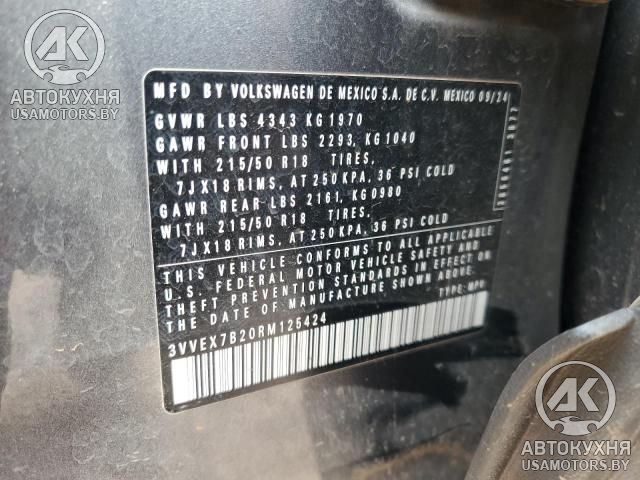 AK
АВТОКУХНЯ
USAMOTORS.BY
MFD BY VOLKSWAGEN DE MEXICO S.A. DE C.V. MEXICO 09/24
GVWR LBS 4343 KG 1970
GAWR FRONT LBS 2293, KG 1040
WITH 215/50 R18 TIRES,
7JX18 RIMS, AT 250 KPA, 36 PSI COLD
GAWR REAR LBS 2161, KG 0980
WITH 215/50 R18 TIRES,
7JX18 RIMS, AT 250 KPA, 36 PSI COLD
THIS VEHICLE CONFORMS TO ALL APPLICABLE
U.S. FEDERAL MOTOR VEHICLE SAFETY AND
THEFT PREVENTION STANDARDS IN EFFECT ON
THE DATE OF MANUFACTURE SHOWN ABOVE.
TYPE: MPV
3VVEX7B20RM125424
AK
АВТОКУХНЯ
USAMOTORS.BY